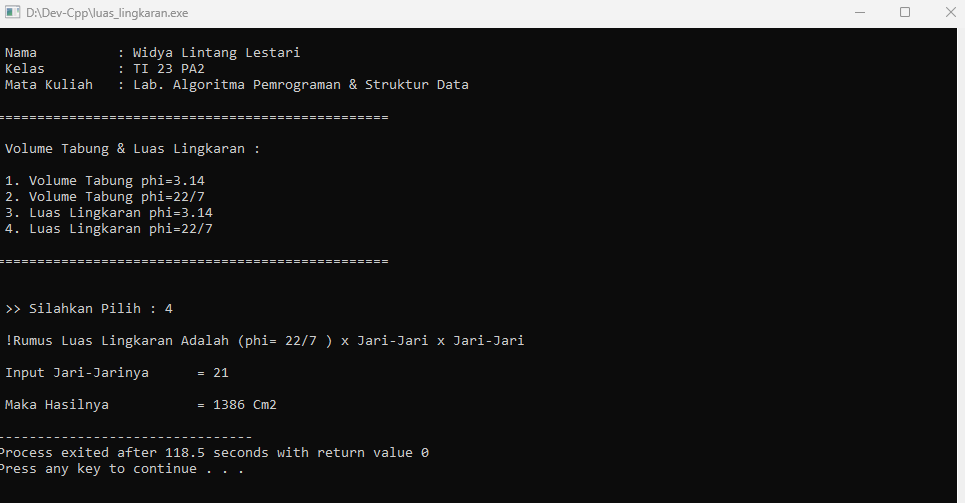 D:\Dev-Cpp\luas_lingkaran.exe
Nama          : Widya Lintang Lestari
Kelas         : TI 23 PA2
Mata Kuliah   : Lab. Algoritma Pemrograman & Struktur Data
=================================================
Volume Tabung & Luas Lingkaran :
1. Volume Tabung phi=3.14
2. Volume Tabung phi=22/7
3. Luas Lingkaran phi=3.14
4. Luas Lingkaran phi=22/7
=================================================
>> Silahkan Pilih : 4
!Rumus Luas Lingkaran Adalah (phi= 22/7 ) x Jari-Jari x Jari-Jari
Input Jari-Jarinya      = 21
Maka Hasilnya           = 1386 Cm2
--------------------------------
Process exited after 118.5 seconds with return value 0
Press any key to continue . . .